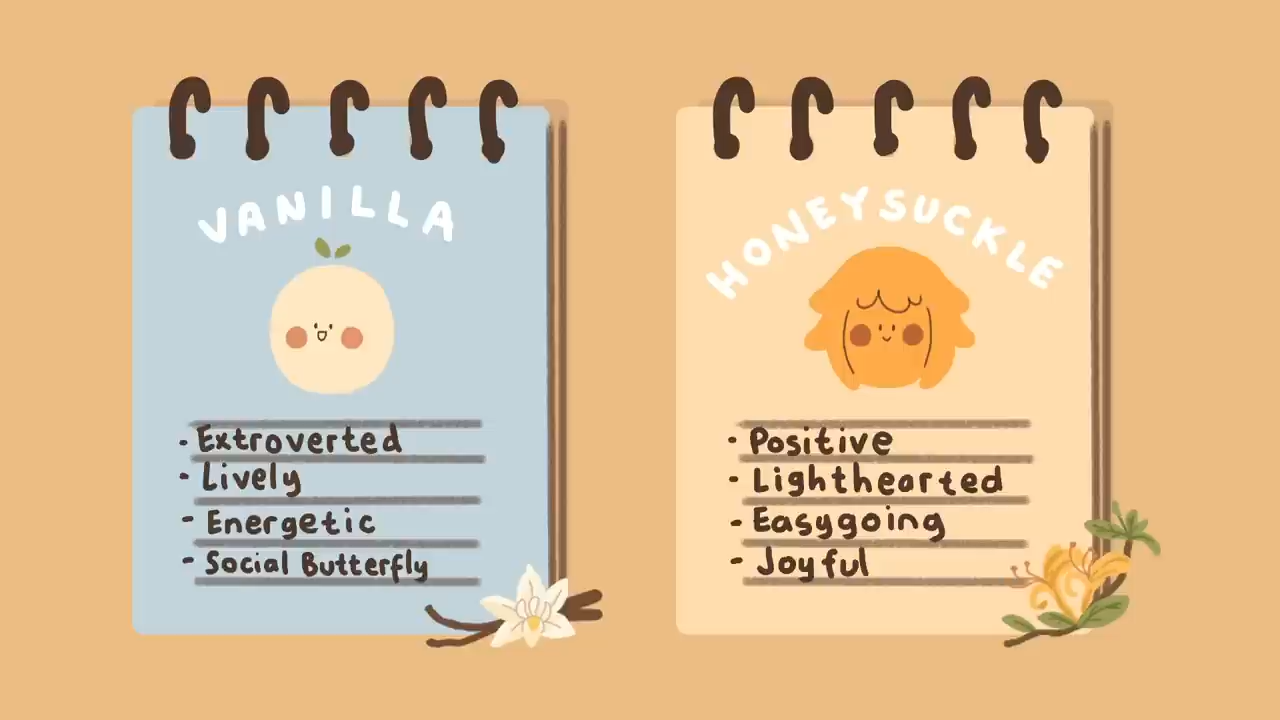 VANILLA
- Extroverted
- Lively
- Energetic
- Social Butterfly
HONEYSUCKLE
- Positive
- Lighthearted
- Easygoing
- Joyful